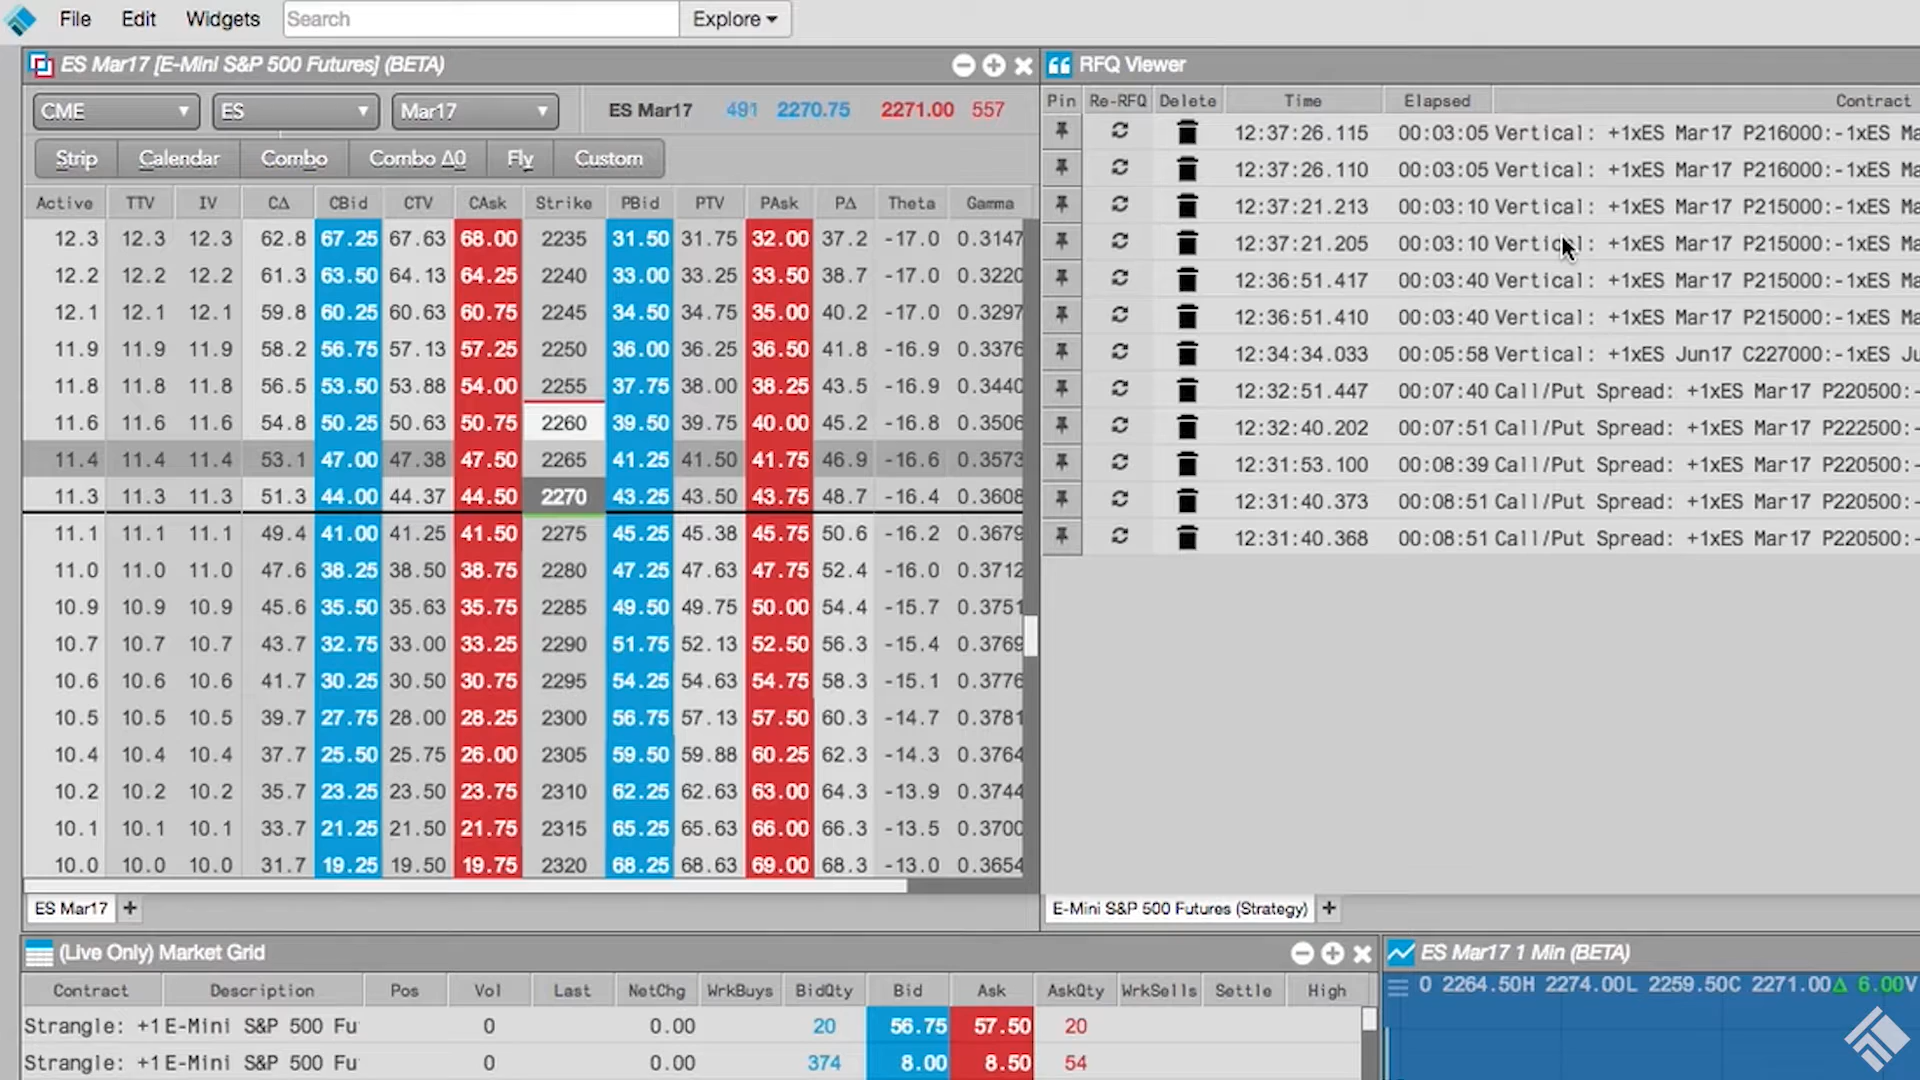 File Edit Widgets Search Explore
ES Mar17 [E-Mini S&P 500 Futures] (BETA)
CME ES Mar17 ES Mar17 491 2270.75 2271.00 557
Strip Calendar Combo Combo Δ0 Fly Custom
Active TTV IV CΔ CBid CTV CAsk Strike PBid PTV PAsk PΔ Theta Gamma
12.3 12.3 12.3 62.8 67.25 67.63 68.00 2235 31.50 31.75 32.00 37.2 -17.0 0.3147
12.2 12.2 12.2 61.3 63.50 64.13 64.25 2240 33.00 33.25 33.50 38.7 -17.0 0.3220
12.1 12.1 12.1 59.8 60.25 60.63 60.75 2245 34.50 34.75 35.00 40.2 -17.0 0.3297
11.9 11.9 11.9 58.2 56.75 57.13 57.25 2250 36.00 36.25 36.50 41.8 -16.9 0.3376
11.8 11.8 11.8 56.5 53.50 53.88 54.00 2255 37.75 38.00 38.25 43.5 -16.9 0.3440
11.6 11.6 11.6 54.8 50.25 50.63 50.75 2260 39.50 39.75 40.00 45.2 -16.8 0.3506
11.4 11.4 11.4 53.1 47.00 47.38 47.50 2265 41.25 41.50 41.75 46.9 -16.6 0.3573
11.3 11.3 11.3 51.3 44.00 44.37 44.50 2270 43.25 43.50 43.75 48.7 -16.4 0.3608
11.1 11.1 11.1 49.4 41.00 41.25 41.50 2275 45.25 45.38 45.75 50.6 -16.2 0.3679
11.0 11.0 11.0 47.6 38.25 38.50 38.75 2280 47.25 47.63 47.75 52.4 -16.0 0.3712
10.9 10.9 10.9 45.6 35.50 35.63 35.75 2285 49.50 49.75 50.00 54.4 -15.7 0.3751
10.7 10.7 10.7 43.7 32.75 33.00 33.25 2290 51.75 52.13 52.50 56.3 -15.4 0.3769
10.6 10.6 10.6 41.7 30.25 30.50 30.75 2295 54.25 54.63 54.75 58.3 -15.1 0.3776
10.5 10.5 10.5 39.7 27.75 28.00 28.25 2300 56.75 57.13 57.50 60.3 -14.7 0.3781
10.4 10.4 10.4 37.7 25.50 25.75 26.00 2305 59.50 59.88 60.25 62.3 -14.3 0.3764
10.2 10.2 10.2 35.7 23.25 23.50 23.75 2310 62.25 62.63 63.00 64.3 -13.9 0.3744
10.1 10.1 10.1 33.7 21.25 21.50 21.75 2315 65.25 65.63 66.00 66.3 -13.5 0.3700
10.0 10.0 10.0 31.7 19.25 19.50 19.75 2320 68.25 68.63 69.00 68.3 -13.0 0.3654
ES Mar17 +
RFQ Viewer
Pin Re-RFQ Delete Time Elapsed Contract
12:37:26.115 00:03:05 Vertical: +1xES Mar17 P216000:-1xES Ma
12:37:26.110 00:03:05 Vertical: +1xES Mar17 P216000:-1xES Ma
12:37:21.213 00:03:10 Vertical: +1xES Mar17 P215000:-1xES Ma
12:37:21.205 00:03:10 Vertical: +1xES Mar17 P215000:-1xES Ma
12:36:51.417 00:03:40 Vertical: +1xES Mar17 P215000:-1xES Ma
12:36:51.410 00:03:40 Vertical: +1xES Mar17 P215000:-1xES Ma
12:34:34.033 00:05:58 Vertical: +1xES Jun17 C227000:-1xES Ju
12:32:51.447 00:07:40 Call/Put Spread: +1xES Mar17 P220500:-
12:32:40.202 00:07:51 Call/Put Spread: +1xES Mar17 P222500:-
12:31:53.100 00:08:39 Call/Put Spread: +1xES Mar17 P220500:-
12:31:40.373 00:08:51 Call/Put Spread: +1xES Mar17 P220500:-
12:31:40.368 00:08:51 Call/Put Spread: +1xES Mar17 P220500:-
E-Mini S&P 500 Futures (Strategy) +
(Live Only) Market Grid
Contract Description Pos Vol Last NetChg WrkBuys BidQty Bid Ask AskQty WrkSells Settle High
Strangle: +1 E-Mini S&P 500 Fu 0 0.00 20 56.75 57.50 20
Strangle: +1 E-Mini S&P 500 Fu 0 0.00 374 8.00 8.50 54
ES Mar17 1 Min (BETA)
O 2264.50H 2274.00L 2259.50C 2271.00Δ 6.00V